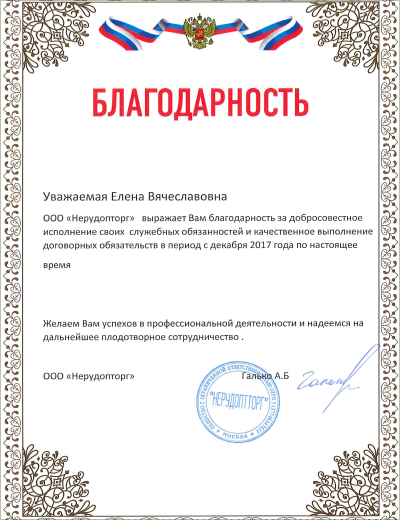 БЛАГОДАРНОСТЬ
Уважаемая Елена Вячеславовна
ООО «Нерудопторг» выражает Вам благодарность за добросовестное
исполнение своих служебных обязанностей и качественное выполнение
договорных обязательств в период с декабря 2017 года по настоящее
время
Желаем Вам успехов в профессиональной деятельности и надеемся на
дальнейшее плодотворное сотрудничество .
ООО «Нерудопторг» Галько А.Б
"НЕРУДОПТТОРГ"
МОСКВА